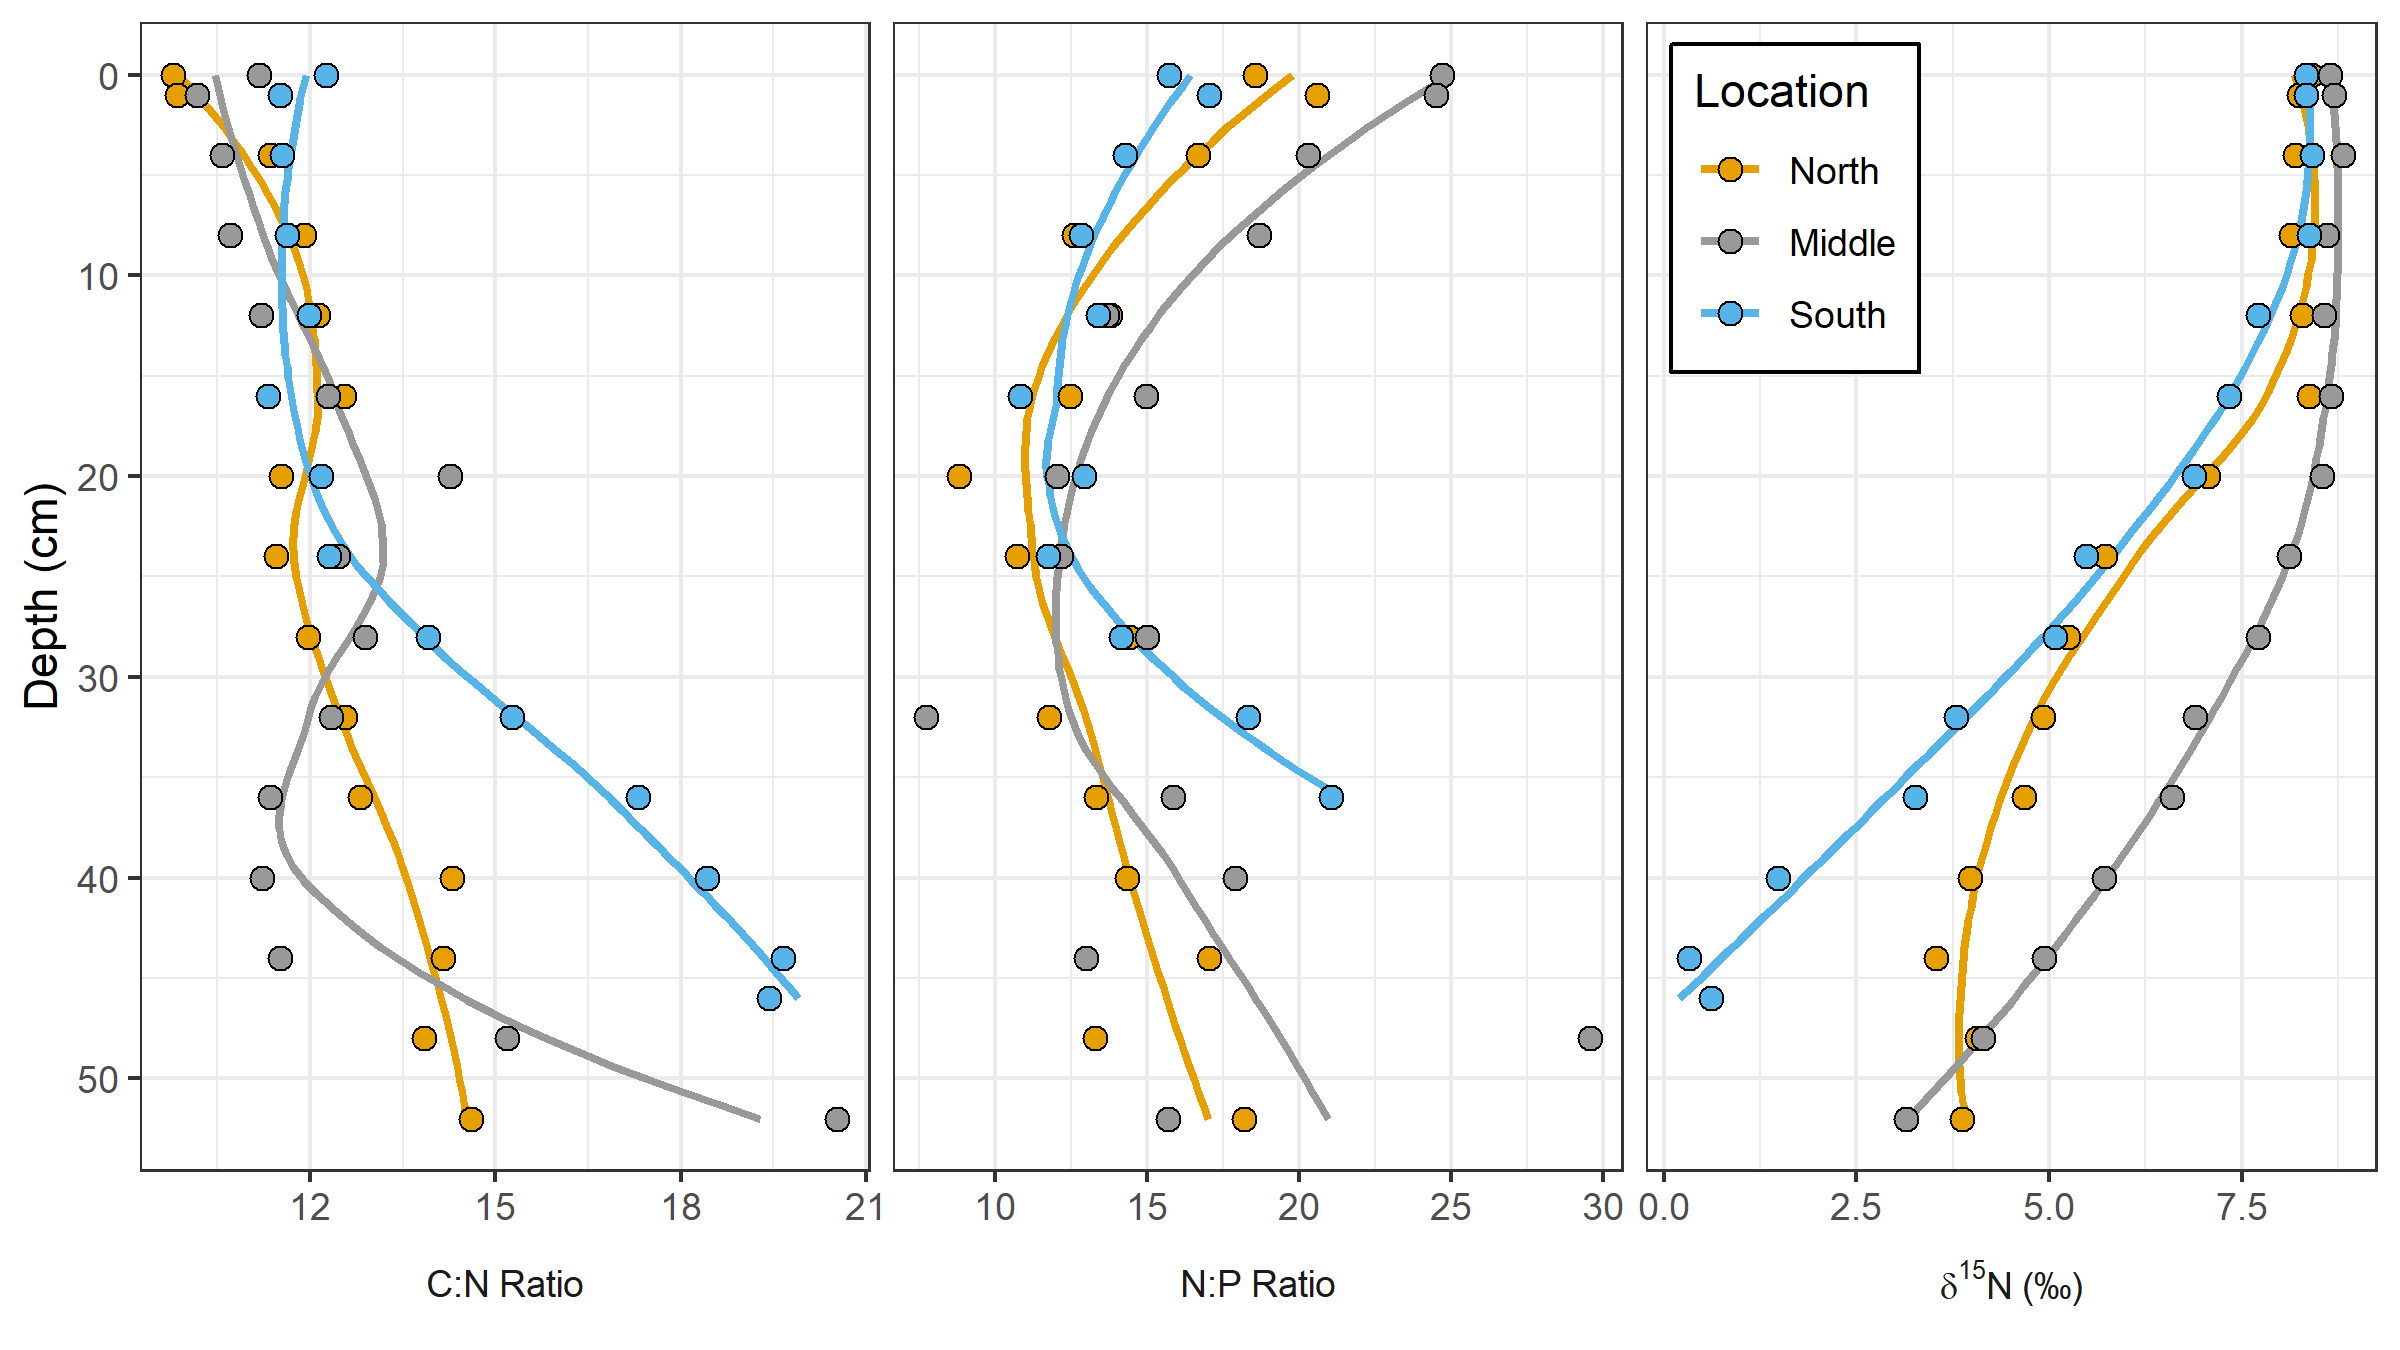 Location
North
Middle
South
Depth (cm)
0
10
20
30
40
50
12 15 18 21
10 15 20 25 30
0.0 2.5 5.0 7.5
C:N Ratio
N:P Ratio
δ¹⁵N (‰)